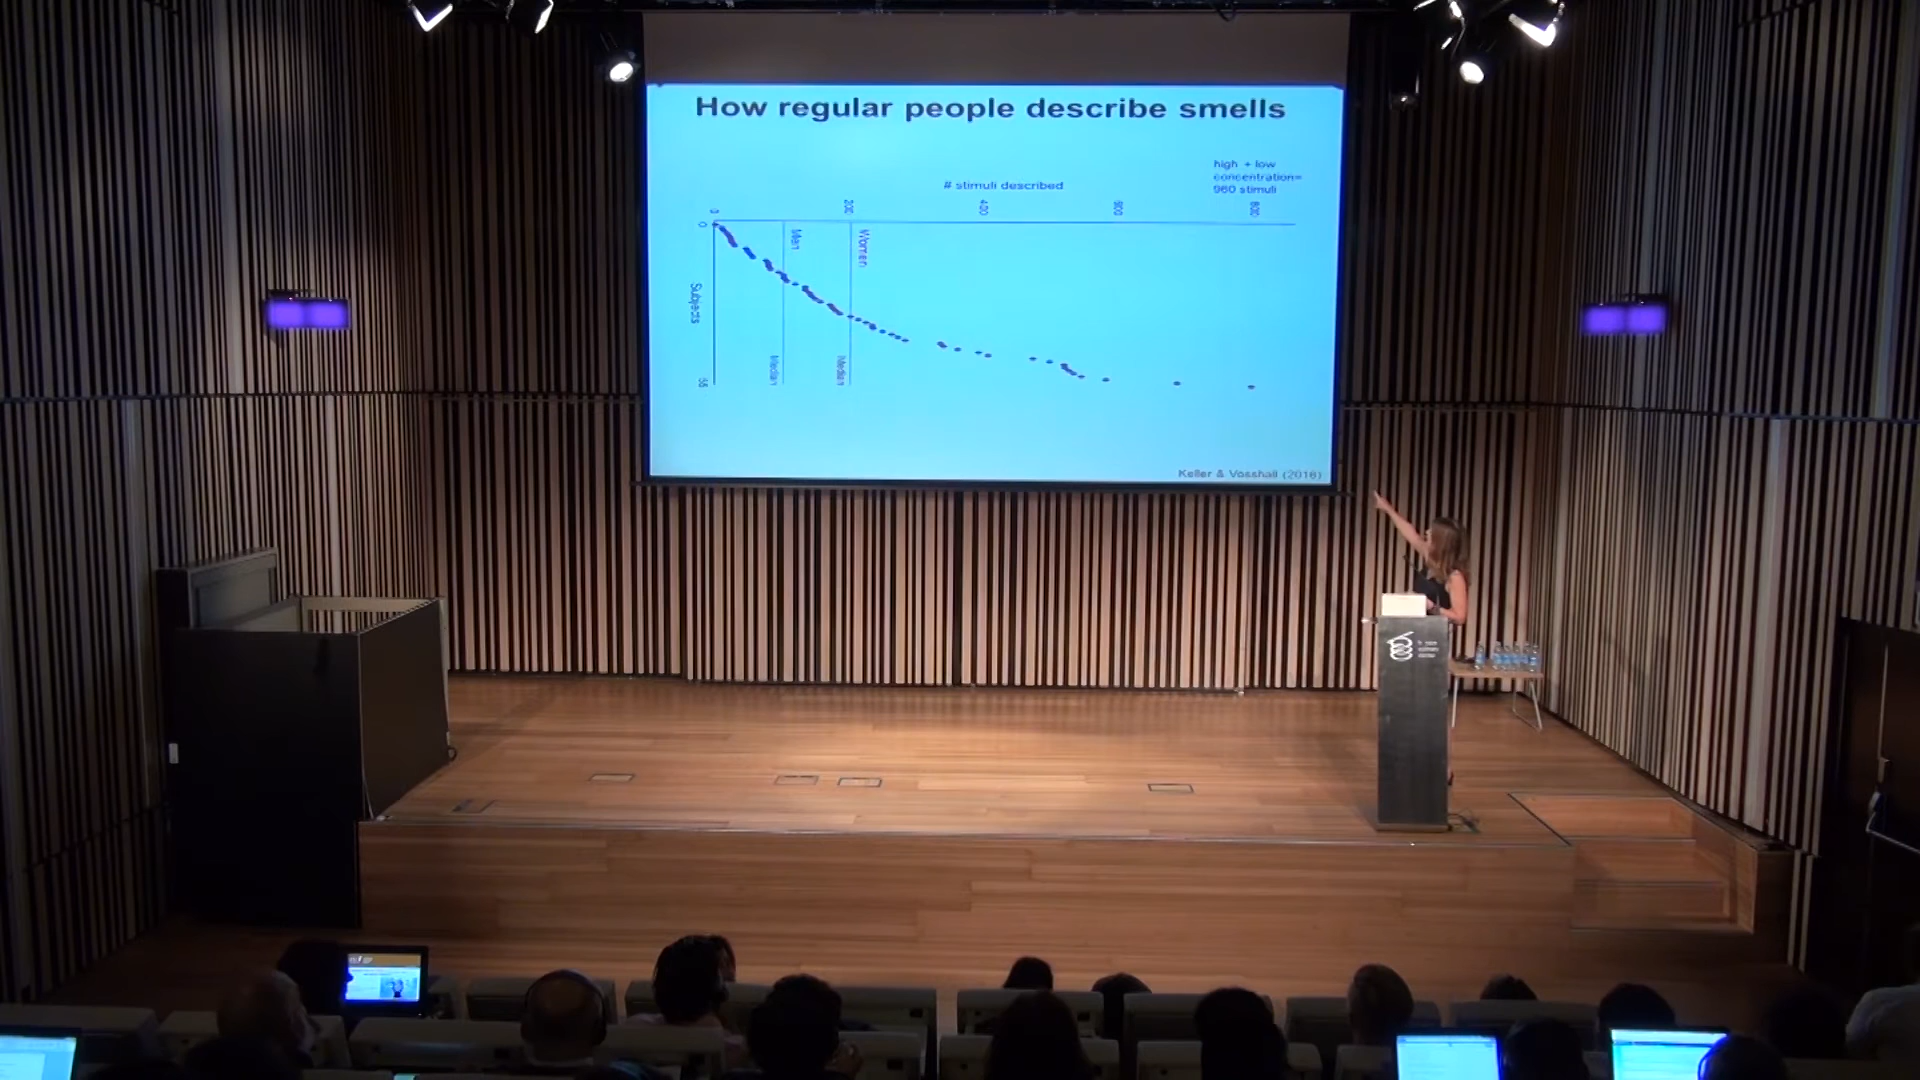 How regular people describe smells
high + low
concentration=
960 stimuli
# stimuli described
0
200
400
600
800
0
Men
Women
Subjects
Median
Median
55
Keller & Vosshall (2016)